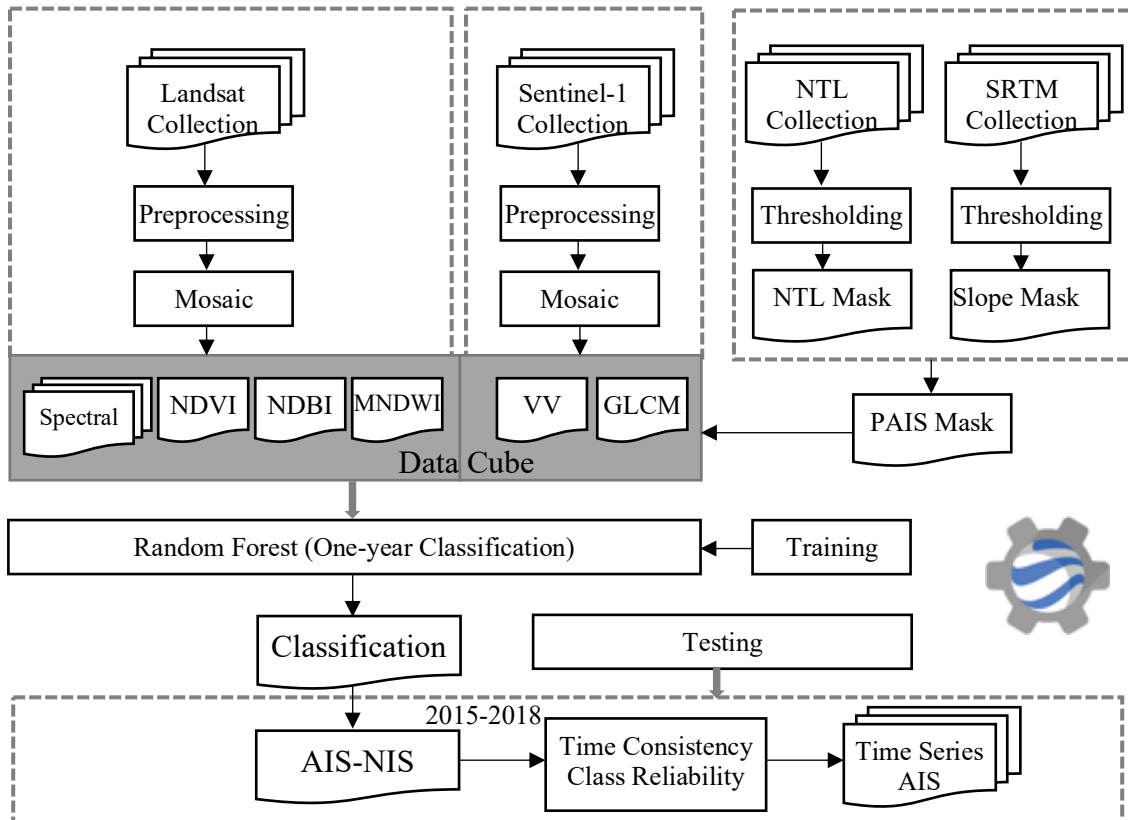 Landsat
Collection
Sentinel-1
Collection
NTL
Collection
SRTM
Collection
Preprocessing
Preprocessing
Thresholding
Thresholding
Mosaic
Mosaic
NTL Mask
Slope Mask
Spectral
NDVI
NDBI
MNDWI
VV
GLCM
PAIS Mask
Data Cube
Random Forest (One-year Classification)
Training
Classification
Testing
2015-2018
AIS-NIS
Time Consistency
Class Reliability
Time Series
AIS